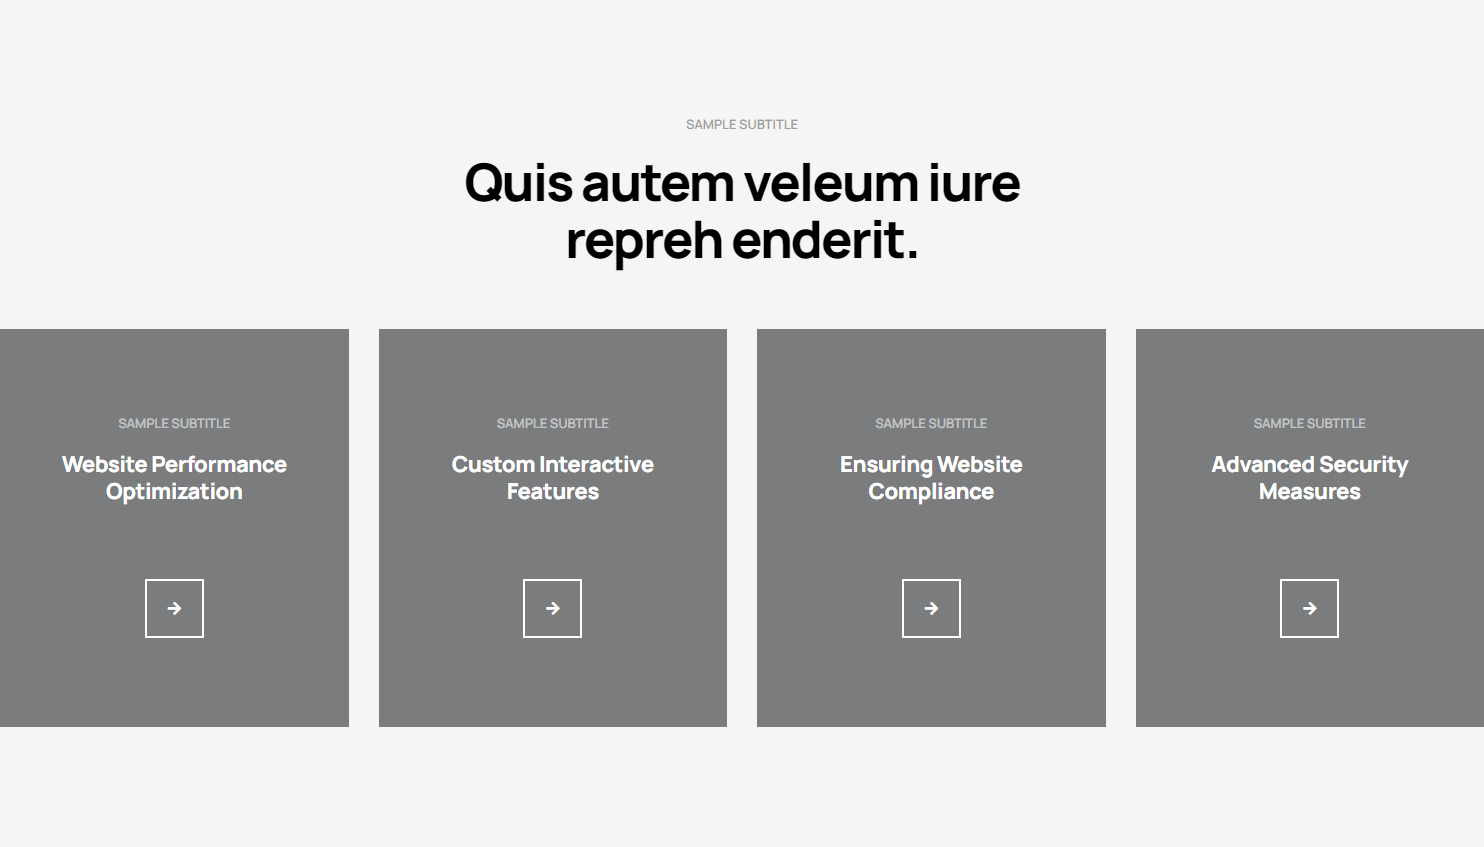 SAMPLE SUBTITLE
Quis autem veleum iure
repreh enderit.
SAMPLE SUBTITLE
Website Performance
Optimization
SAMPLE SUBTITLE
Custom Interactive
Features
SAMPLE SUBTITLE
Ensuring Website
Compliance
SAMPLE SUBTITLE
Advanced Security
Measures